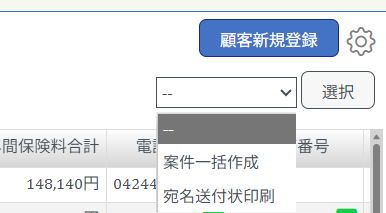 顧客新規登録
--
選択
--
間保険料合計 電 番号
案件一括作成
148,140円 04244
宛名送付状印刷
円